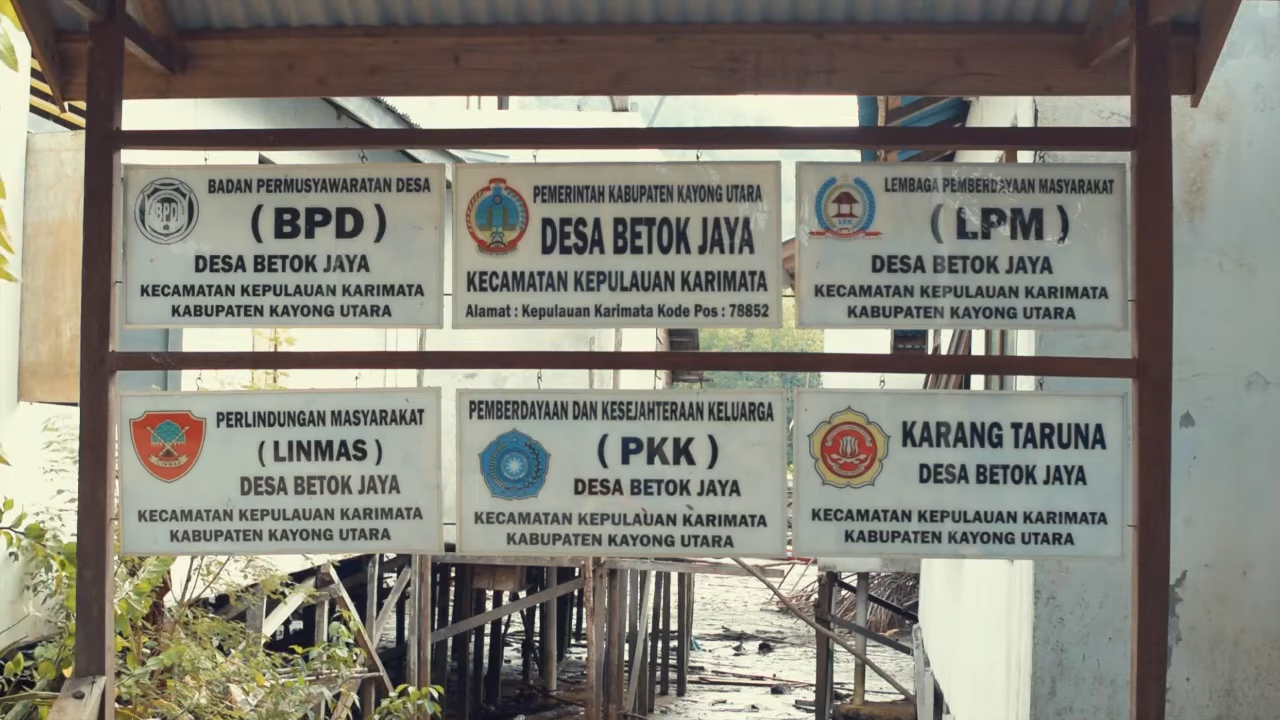 BADAN PERMUSYAWARATAN DESA
BPD
( BPD )
DESA BETOK JAYA
KECAMATAN KEPULAUAN KARIMATA
KABUPATEN KAYONG UTARA
PEMERINTAH KABUPATEN KAYONG UTARA
DESA BETOK JAYA
KECAMATAN KEPULAUAN KARIMATA
Alamat : Kepulauan Karimata Kode Pos : 78852
LEMBAGA PEMBERDAYAAN MASYARAKAT
LPM
( LPM )
DESA BETOK JAYA
KECAMATAN KEPULAUAN KARIMATA
KABUPATEN KAYONG UTARA
PERLINDUNGAN MASYARAKAT
LINMAS
( LINMAS )
DESA BETOK JAYA
KECAMATAN KEPULAUAN KARIMATA
KABUPATEN KAYONG UTARA
PEMBERDAYAAN DAN KESEJAHTERAAN KELUARGA
( PKK )
DESA BETOK JAYA
KECAMATAN KEPULAUAN KARIMATA
KABUPATEN KAYONG UTARA
KARANG TARUNA
DESA BETOK JAYA
KECAMATAN KEPULAUAN KARIMATA
KABUPATEN KAYONG UTARA